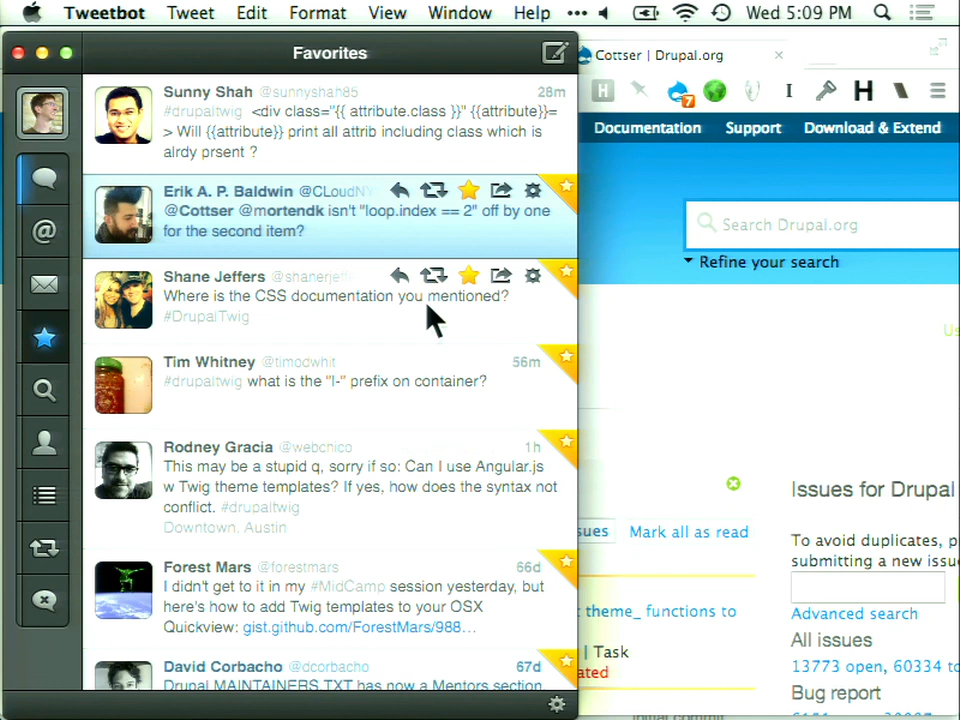 Tweetbot Tweet Edit Format View Window Help Wed 5:09 PM
Favorites
Cottser | Drupal.org
Sunny Shah @sunnyshah85 28m
#drupaltwig <div class="{{ attribute.class }}" {{attribute}}=
> Will {{attribute}} print all attrib including class which is
alrdy prsent ?
Erik A. P. Baldwin @CLoudNY
@Cottser @mortendk isn't "loop.index == 2" off by one
for the second item?
Shane Jeffers @shanerjeff
Where is the CSS documentation you mentioned?
#DrupalTwig
Tim Whitney @timodwhit 56m
#drupaltwig what is the "l-" prefix on container?
Rodney Gracia @webchico 1h
This may be a stupid q, sorry if so: Can I use Angular.js
w Twig theme templates? If yes, how does the syntax not
conflict. #drupaltwig
Downtown, Austin
Forest Mars @forestmars 66d
I didn't get to it in my #MidCamp session yesterday, but
here's how to add Twig templates to your OSX
Quickview: gist.github.com/ForestMars/988...
David Corbacho @dcorbacho 67d
Drupal MAINTAINERS.TXT has now a Mentors section
7
Documentation Support Download & Extend
Search Drupal.org
Refine your search
Us
Issues for Drupal
sues Mark all as read
To avoid duplicates, p
submitting a new issu
Advanced search
t theme_ functions to
All issues
| Task
13773 open, 60334 to
ated
Bug report
initial commit